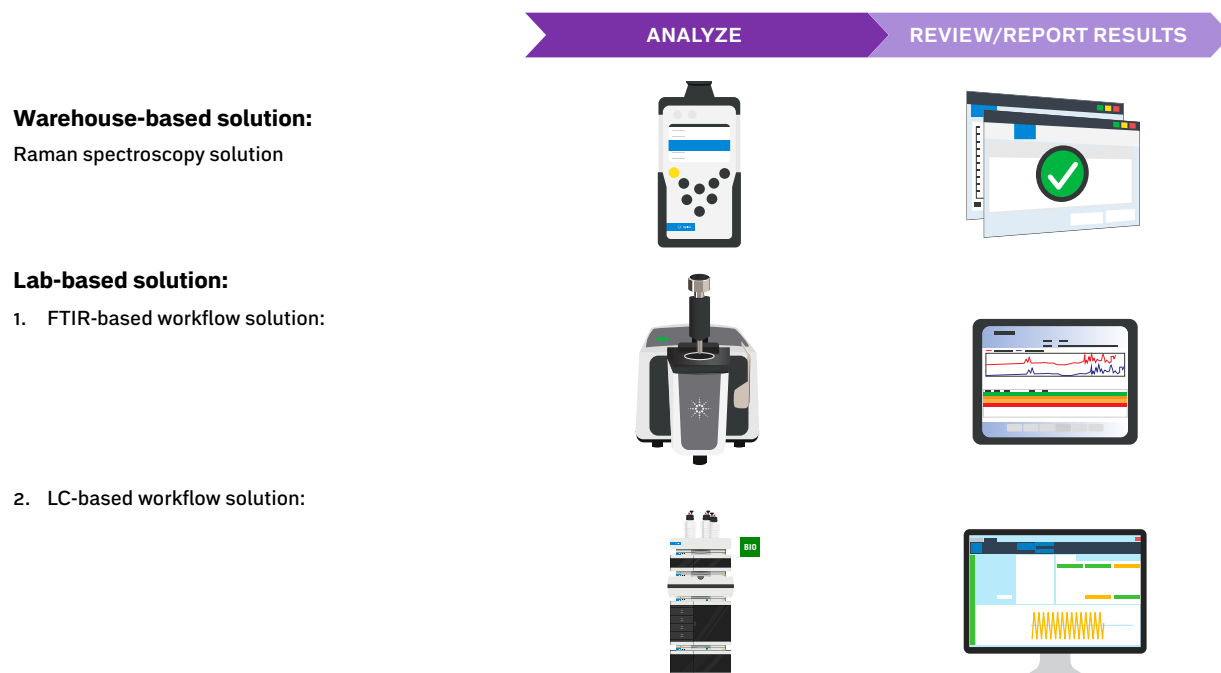 ANALYZE
REVIEW/REPORT RESULTS
Warehouse-based solution:
Raman spectroscopy solution
Lab-based solution:
1. FTIR-based workflow solution:
2. LC-based workflow solution:
BIO